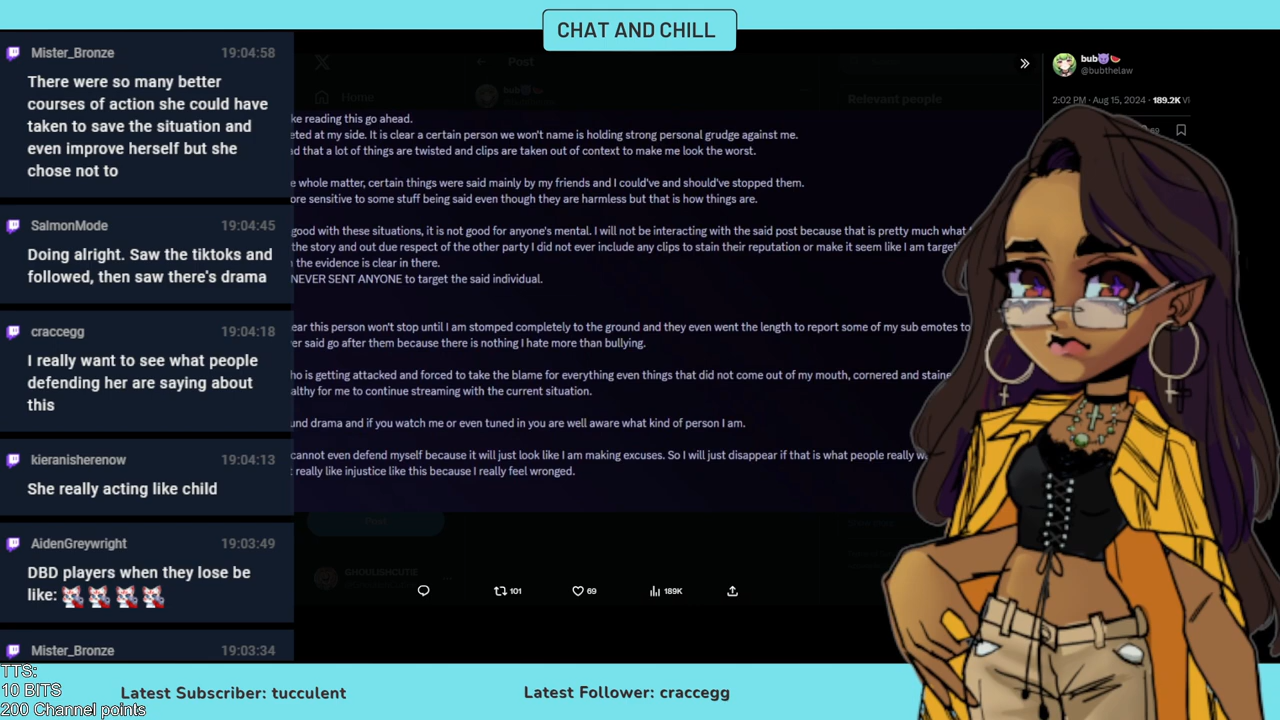 CHAT AND CHILL
Mister_Bronze 19:04:58
There were so many better
courses of action she could have
taken to save the situation and
even improve herself but she
chose not to
SalmonMode 19:04:45
Doing alright. Saw the tiktoks and
followed, then saw there's drama
craccegg 19:04:18
I really want to see what people
defending her are saying about
this
kieranisherenow 19:04:13
She really acting like child
AidenGreywright 19:03:49
DBD players when they lose be
like:
Mister_Bronze 19:03:34
TTS:
10 BITS
200 Channel points
Latest Subscriber: tucculent
Latest Follower: craccegg
Post
Home
Relevant people
ke reading this go ahead.
eted at my side. It is clear a certain person we won't name is holding strong personal grudge against me.
d that a lot of things are twisted and clips are taken out of context to make me look the worst.
e whole matter, certain things were said mainly by my friends and I could've and should've stopped them.
ore sensitive to some stuff being said even though they are harmless but that is how things are.
good with these situations, it is not good for anyone's mental. I will not be interacting with the said post because that is pretty much what
the story and out due respect of the other party I did not ever include any clips to stain their reputation or make it seem like I am target
the evidence is clear in there.
NEVER SENT ANYONE to target the said individual.
ear this person won't stop until I am stomped completely to the ground and they even went the length to report some of my sub emotes to
er said go after them because there is nothing I hate more than bullying.
ho is getting attacked and forced to take the blame for everything even things that did not come out of my mouth, cornered and staine
althy for me to continue streaming with the current situation.
und drama and if you watch me or even tuned in you are well aware what kind of person I am.
cannot even defend myself because it will just look like I am making excuses. So I will just disappear if that is what people really w
really like injustice like this because I really feel wronged.
Post
GHOULISHCUTIE
101 69 189K
bub
@bubthelaw
2:02 PM · Aug 15, 2024 · 189.2K Vi